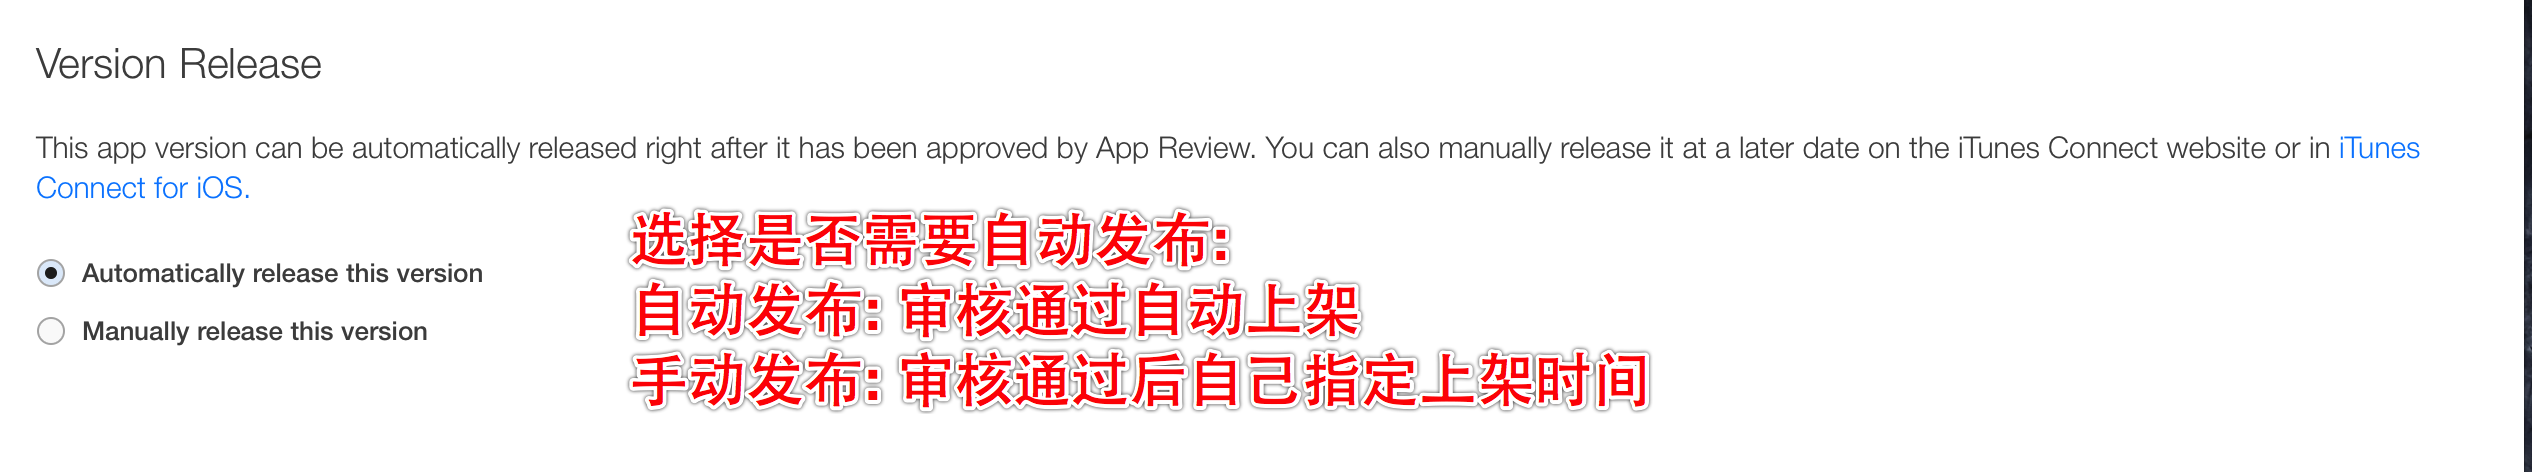 Version Release
This app version can be automatically released right after it has been approved by App Review. You can also manually release it at a later date on the iTunes Connect website or in iTunes
Connect for iOS.
选择是否需要自动发布:
Automatically release this version
自动发布: 审核通过自动上架
Manually release this version
手动发布: 审核通过后自己指定上架时间